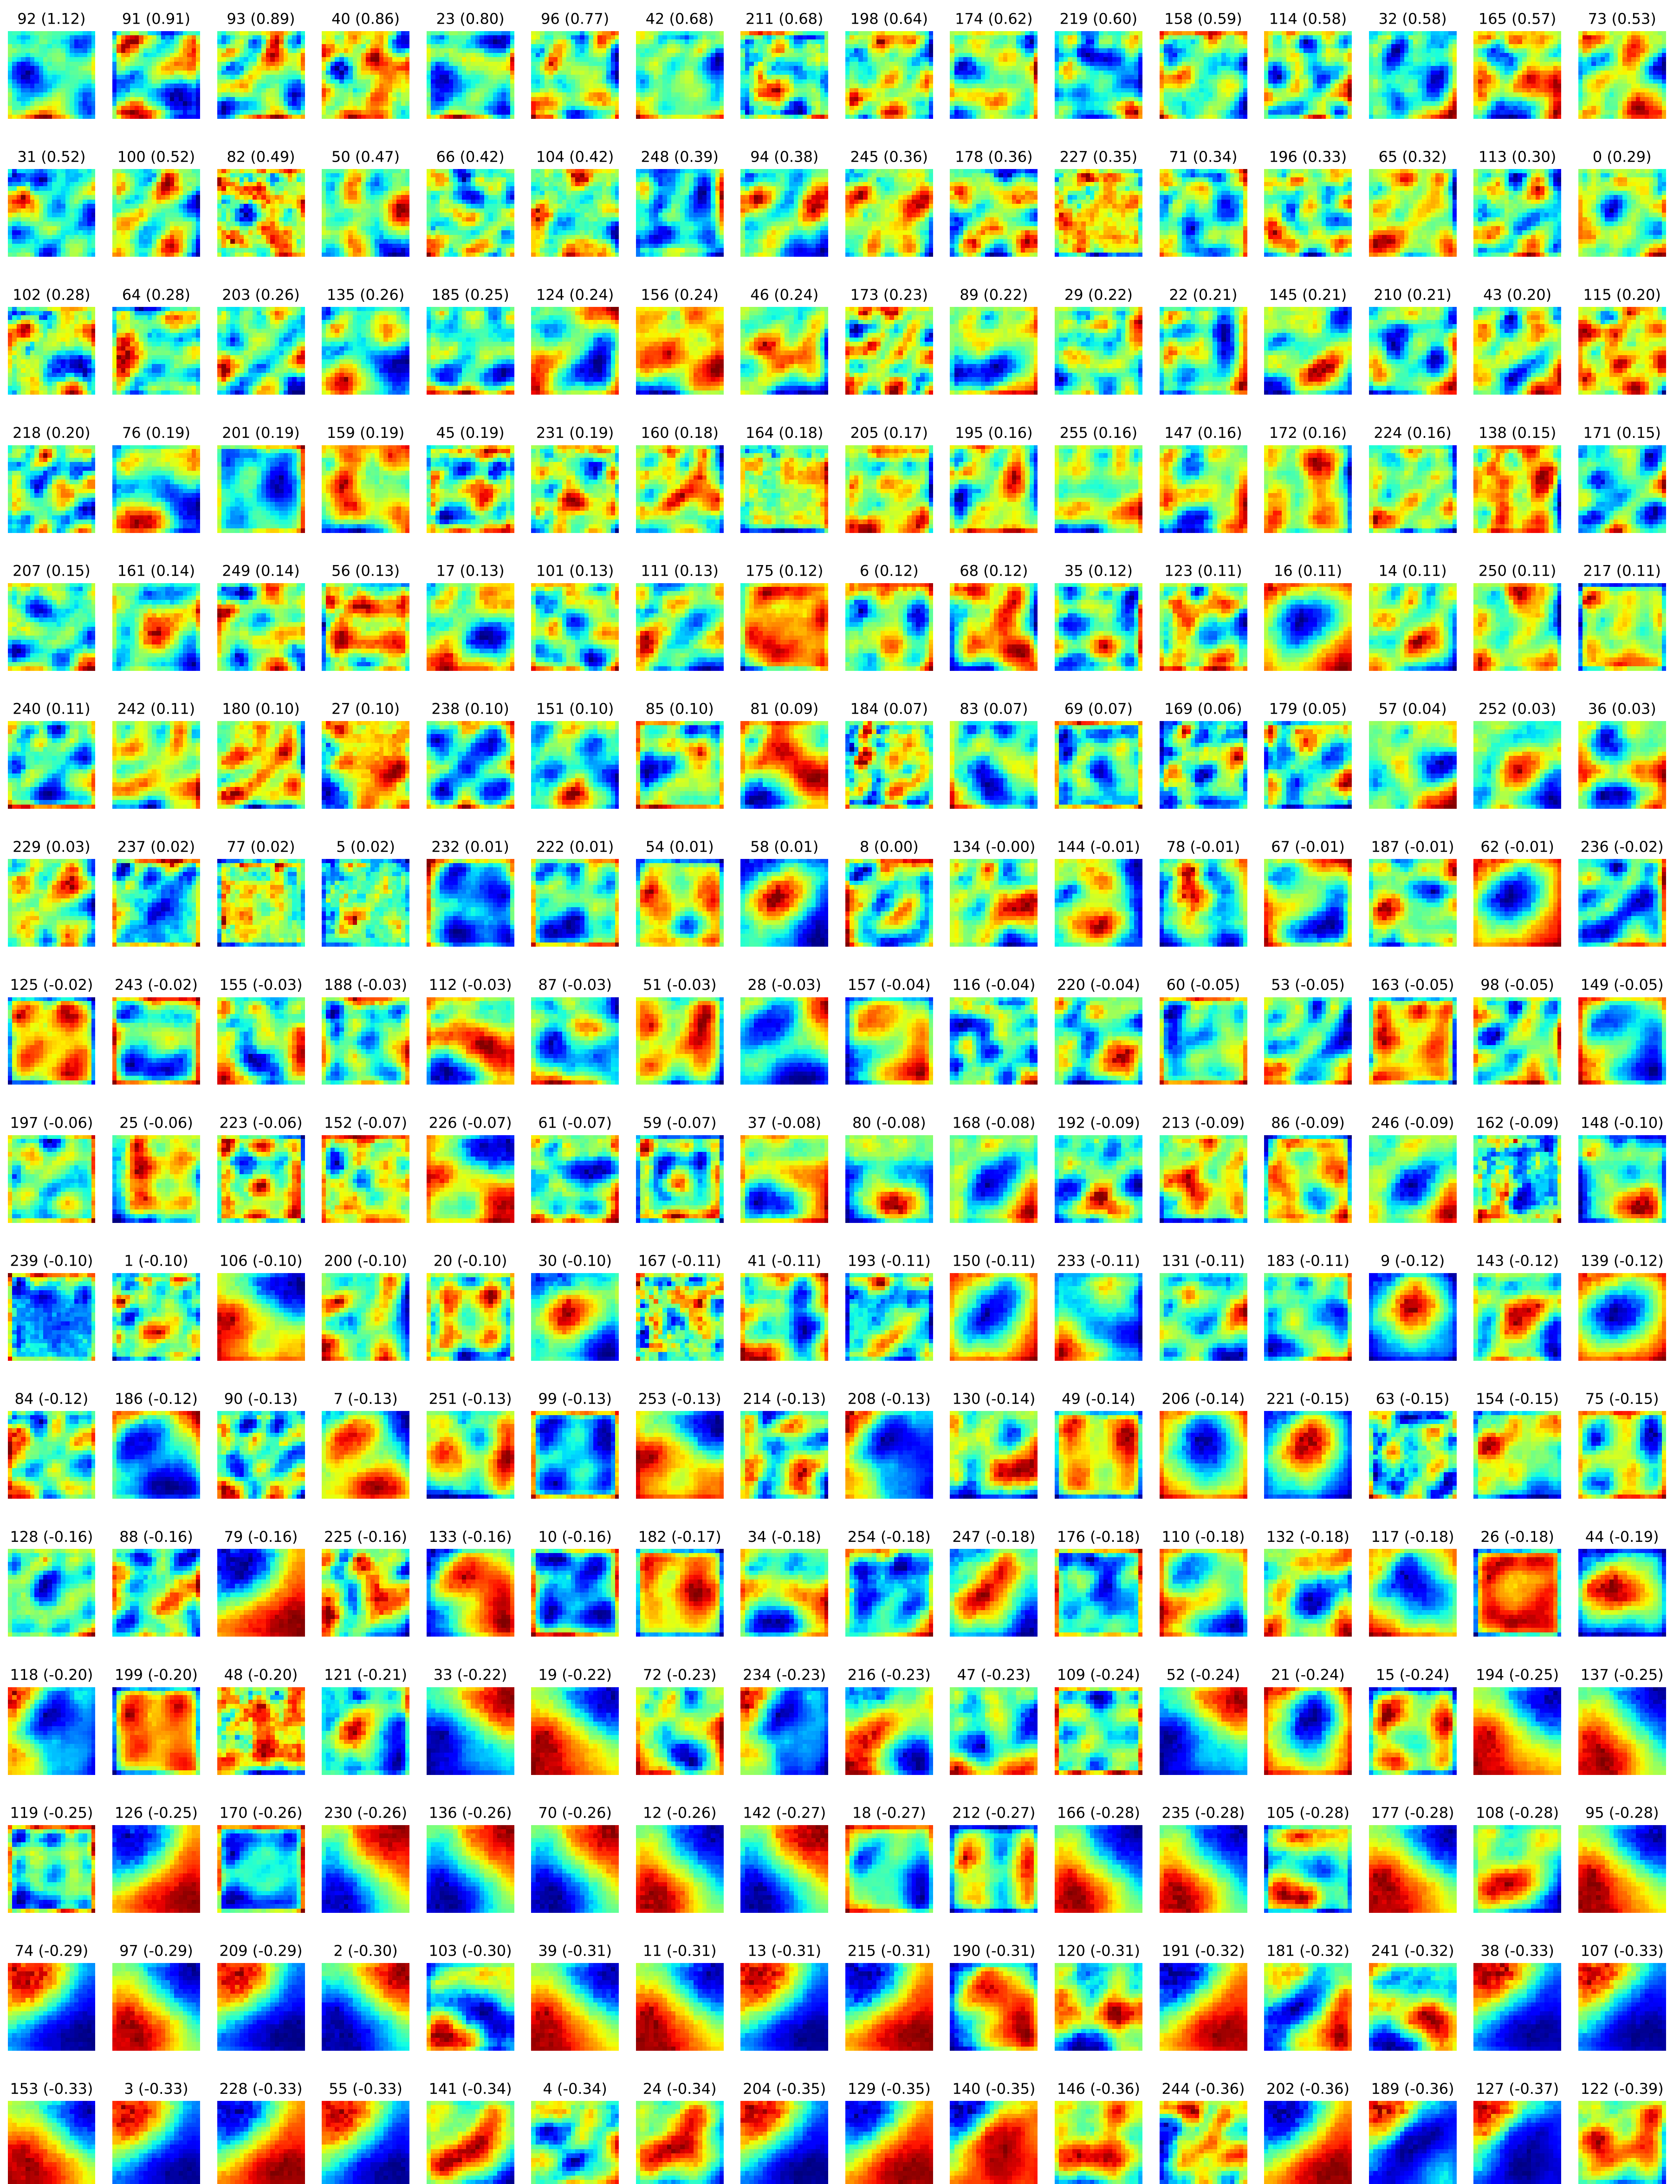 92 (1.12) 91 (0.91) 93 (0.89) 40 (0.86) 23 (0.80) 96 (0.77) 42 (0.68) 211 (0.68) 198 (0.64) 174 (0.62) 219 (0.60) 158 (0.59) 114 (0.58) 32 (0.58) 165 (0.57) 73 (0.53)
31 (0.52) 100 (0.52) 82 (0.49) 50 (0.47) 66 (0.42) 104 (0.42) 248 (0.39) 94 (0.38) 245 (0.36) 178 (0.36) 227 (0.35) 71 (0.34) 196 (0.33) 65 (0.32) 113 (0.30) 0 (0.29)
102 (0.28) 64 (0.28) 203 (0.26) 135 (0.26) 185 (0.25) 124 (0.24) 156 (0.24) 46 (0.24) 173 (0.23) 89 (0.22) 29 (0.22) 22 (0.21) 145 (0.21) 210 (0.21) 43 (0.20) 115 (0.20)
218 (0.20) 76 (0.19) 201 (0.19) 159 (0.19) 45 (0.19) 231 (0.19) 160 (0.18) 164 (0.18) 205 (0.17) 195 (0.16) 255 (0.16) 147 (0.16) 172 (0.16) 224 (0.16) 138 (0.15) 171 (0.15)
207 (0.15) 161 (0.14) 249 (0.14) 56 (0.13) 17 (0.13) 101 (0.13) 111 (0.13) 175 (0.12) 6 (0.12) 68 (0.12) 35 (0.12) 123 (0.11) 16 (0.11) 14 (0.11) 250 (0.11) 217 (0.11)
240 (0.11) 242 (0.11) 180 (0.10) 27 (0.10) 238 (0.10) 151 (0.10) 85 (0.10) 81 (0.09) 184 (0.07) 83 (0.07) 69 (0.07) 169 (0.06) 179 (0.05) 57 (0.04) 252 (0.03) 36 (0.03)
229 (0.03) 237 (0.02) 77 (0.02) 5 (0.02) 232 (0.01) 222 (0.01) 54 (0.01) 58 (0.01) 8 (0.00) 134 (-0.00) 144 (-0.01) 78 (-0.01) 67 (-0.01) 187 (-0.01) 62 (-0.01) 236 (-0.02)
125 (-0.02) 243 (-0.02) 155 (-0.03) 188 (-0.03) 112 (-0.03) 87 (-0.03) 51 (-0.03) 28 (-0.03) 157 (-0.04) 116 (-0.04) 220 (-0.04) 60 (-0.05) 53 (-0.05) 163 (-0.05) 98 (-0.05) 149 (-0.05)
197 (-0.06) 25 (-0.06) 223 (-0.06) 152 (-0.07) 226 (-0.07) 61 (-0.07) 59 (-0.07) 37 (-0.08) 80 (-0.08) 168 (-0.08) 192 (-0.09) 213 (-0.09) 86 (-0.09) 246 (-0.09) 162 (-0.09) 148 (-0.10)
239 (-0.10) 1 (-0.10) 106 (-0.10) 200 (-0.10) 20 (-0.10) 30 (-0.10) 167 (-0.11) 41 (-0.11) 193 (-0.11) 150 (-0.11) 233 (-0.11) 131 (-0.11) 183 (-0.11) 9 (-0.12) 143 (-0.12) 139 (-0.12)
84 (-0.12) 186 (-0.12) 90 (-0.13) 7 (-0.13) 251 (-0.13) 99 (-0.13) 253 (-0.13) 214 (-0.13) 208 (-0.13) 130 (-0.14) 49 (-0.14) 206 (-0.14) 221 (-0.15) 63 (-0.15) 154 (-0.15) 75 (-0.15)
128 (-0.16) 88 (-0.16) 79 (-0.16) 225 (-0.16) 133 (-0.16) 10 (-0.16) 182 (-0.17) 34 (-0.18) 254 (-0.18) 247 (-0.18) 176 (-0.18) 110 (-0.18) 132 (-0.18) 117 (-0.18) 26 (-0.18) 44 (-0.19)
118 (-0.20) 199 (-0.20) 48 (-0.20) 121 (-0.21) 33 (-0.22) 19 (-0.22) 72 (-0.23) 234 (-0.23) 216 (-0.23) 47 (-0.23) 109 (-0.24) 52 (-0.24) 21 (-0.24) 15 (-0.24) 194 (-0.25) 137 (-0.25)
119 (-0.25) 126 (-0.25) 170 (-0.26) 230 (-0.26) 136 (-0.26) 70 (-0.26) 12 (-0.26) 142 (-0.27) 18 (-0.27) 212 (-0.27) 166 (-0.28) 235 (-0.28) 105 (-0.28) 177 (-0.28) 108 (-0.28) 95 (-0.28)
74 (-0.29) 97 (-0.29) 209 (-0.29) 2 (-0.30) 103 (-0.30) 39 (-0.31) 11 (-0.31) 13 (-0.31) 215 (-0.31) 190 (-0.31) 120 (-0.31) 191 (-0.32) 181 (-0.32) 241 (-0.32) 38 (-0.33) 107 (-0.33)
153 (-0.33) 3 (-0.33) 228 (-0.33) 55 (-0.33) 141 (-0.34) 4 (-0.34) 24 (-0.34) 204 (-0.35) 129 (-0.35) 140 (-0.35) 146 (-0.36) 244 (-0.36) 202 (-0.36) 189 (-0.36) 127 (-0.37) 122 (-0.39)